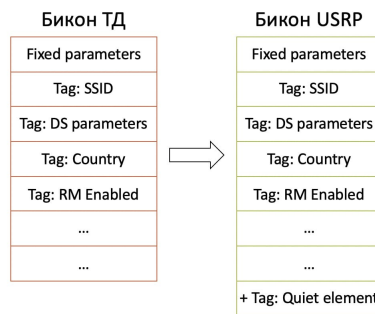 Бикон ТД
Fixed parameters
Tag: SSID
Tag: DS parameters
Tag: Country
Tag: RM Enabled
...
...
Бикон USRP
Fixed parameters
Tag: SSID
Tag: DS parameters
Tag: Country
Tag: RM Enabled
...
...
+ Tag: Quiet element